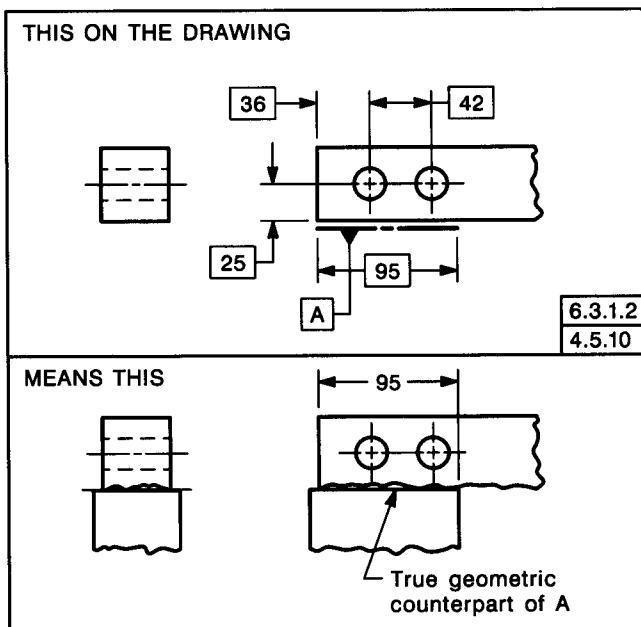 THIS ON THE DRAWING
36
42
25
95
A
6.3.1.2
4.5.10
MEANS THIS
95
True geometric
counterpart of A